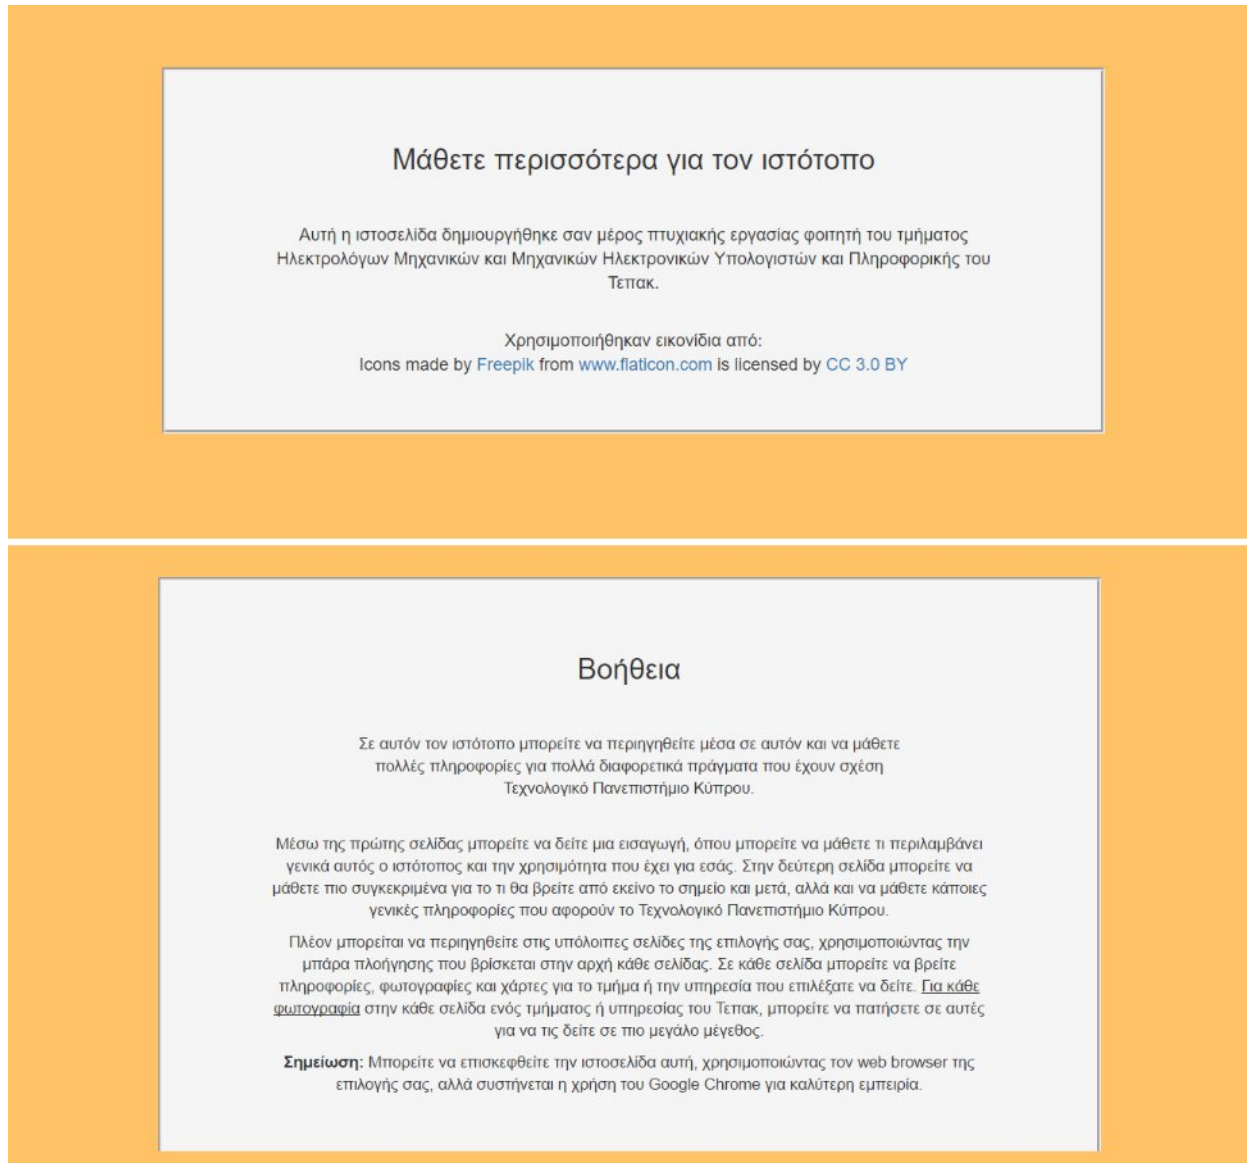 Μάθετε περισσότερα για τον ιστότοπο
Αυτή η ιστοσελίδα δημιουργήθηκε σαν μέρος πτυχιακής εργασίας φοιτητή του τμήματος
Ηλεκτρολόγων Μηχανικών και Μηχανικών Ηλεκτρονικών Υπολογιστών και Πληροφορικής του
Τεπακ.
Χρησιμοποιήθηκαν εικονίδια από:
Icons made by Freepik from www.flaticon.com is licensed by CC 3.0 BY
Βοήθεια
Σε αυτόν τον ιστότοπο μπορείτε να περιηγηθείτε μέσα σε αυτόν και να μάθετε
πολλές πληροφορίες για πολλά διαφορετικά πράγματα που έχουν σχέση
Τεχνολογικό Πανεπιστήμιο Κύπρου.
Μέσω της πρώτης σελίδας μπορείτε να δείτε μια εισαγωγή, όπου μπορείτε να μάθετε τι περιλαμβάνει
γενικά αυτός ο ιστότοπος και την χρησιμότητα που έχει για εσάς. Στην δεύτερη σελίδα μπορείτε να
μάθετε πιο συγκεκριμένα για το τι θα βρείτε από εκείνο το σημείο και μετά, αλλά και να μάθετε κάποιες
γενικές πληροφορίες που αφορούν το Τεχνολογικό Πανεπιστήμιο Κύπρου.
Πλέον μπορείται να περιηγηθείτε στις υπόλοιπες σελίδες της επιλογής σας, χρησιμοποιώντας την
μπάρα πλοήγησης που βρίσκεται στην αρχή κάθε σελίδας. Σε κάθε σελίδα μπορείτε να βρείτε
πληροφορίες, φωτογραφίες και χάρτες για το τμήμα ή την υπηρεσία που επιλέξατε να δείτε. Για κάθε
φωτογραφία στην κάθε σελίδα ενός τμήματος ή υπηρεσίας του Τεπακ, μπορείτε να πατήσετε σε αυτές
για να τις δείτε σε πιο μεγάλο μέγεθος.
Σημείωση: Μπορείτε να επισκεφθείτε την ιστοσελίδα αυτή, χρησιμοποιώντας τον web browser της
επιλογής σας, αλλά συστήνεται η χρήση του Google Chrome για καλύτερη εμπειρία.